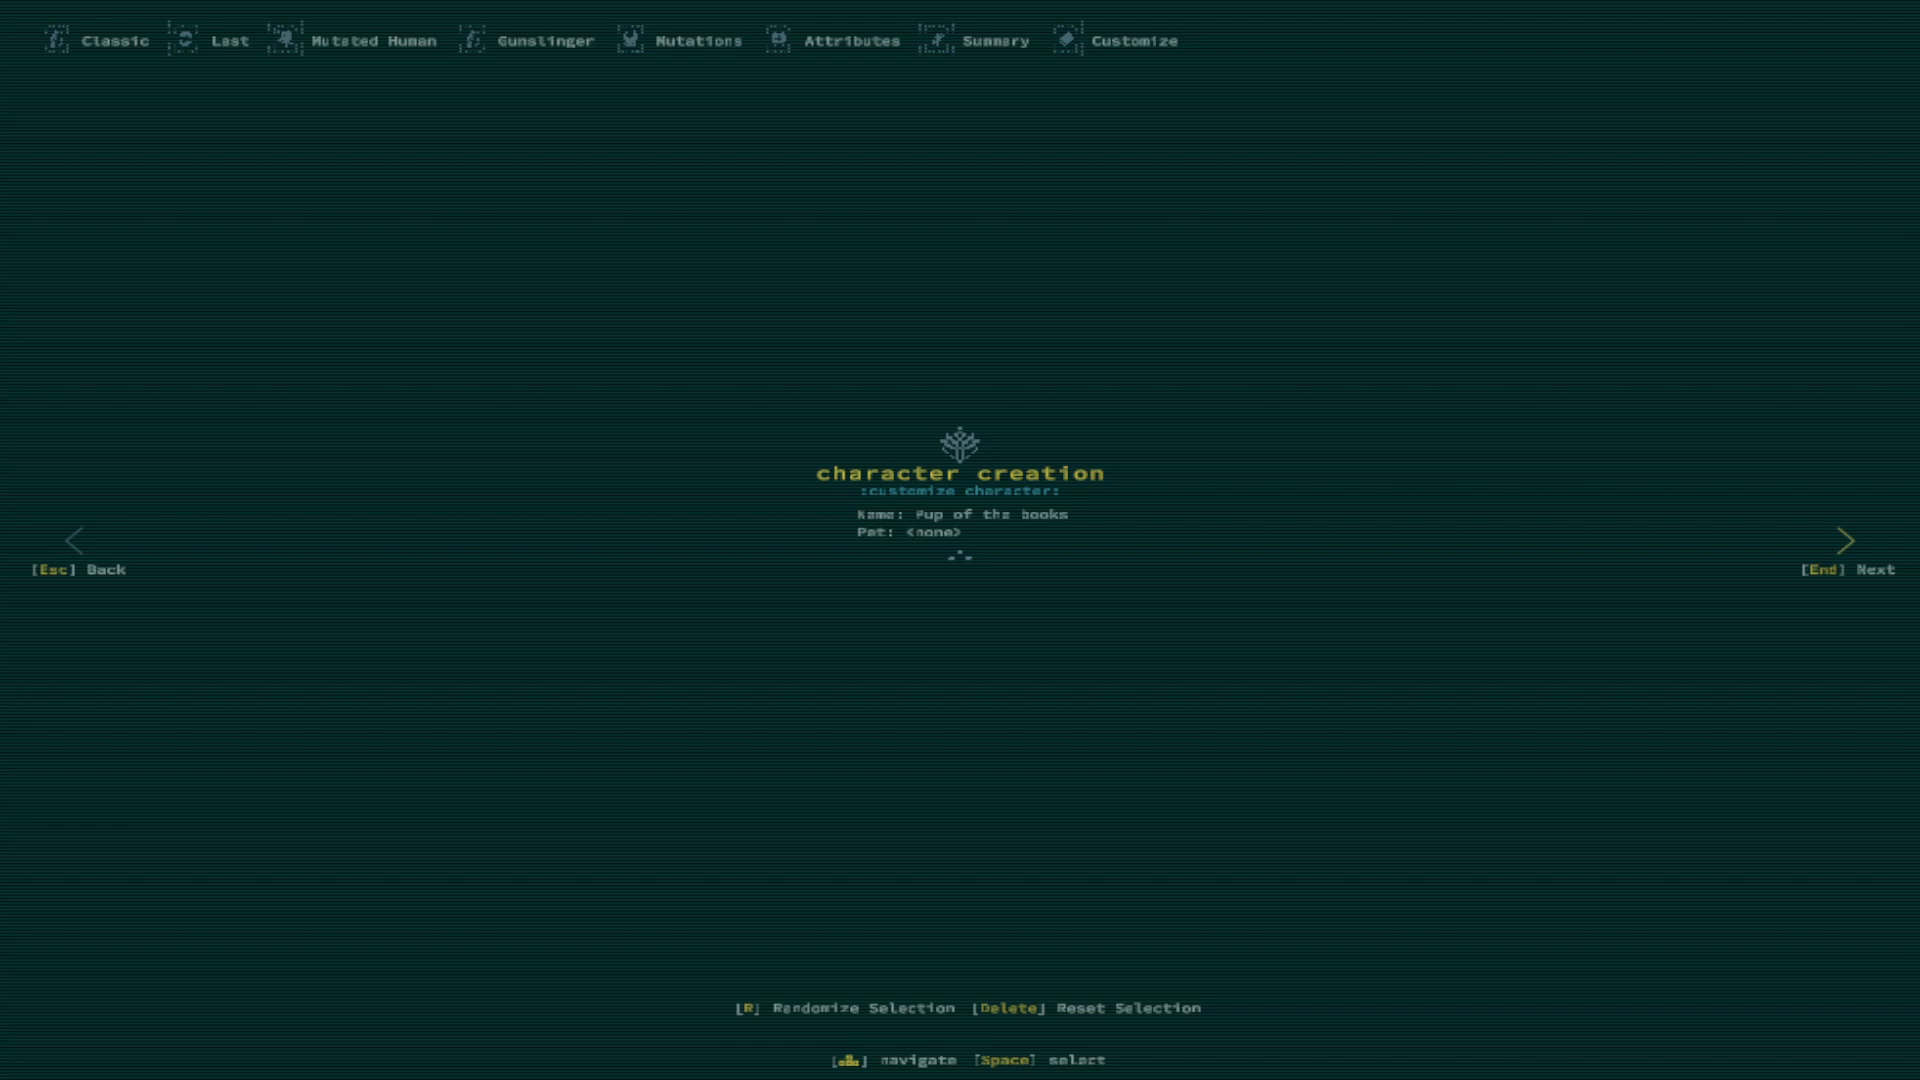 Classic Last Mutated Human Gunslinger Mutations Attributes Summary Customize
character creation
:customize character:
Name: Pup of the books
Pet: <none>
[Esc] Back
[End] Next
[R] Randomize Selection [Delete] Reset Selection
navigate [Space] select